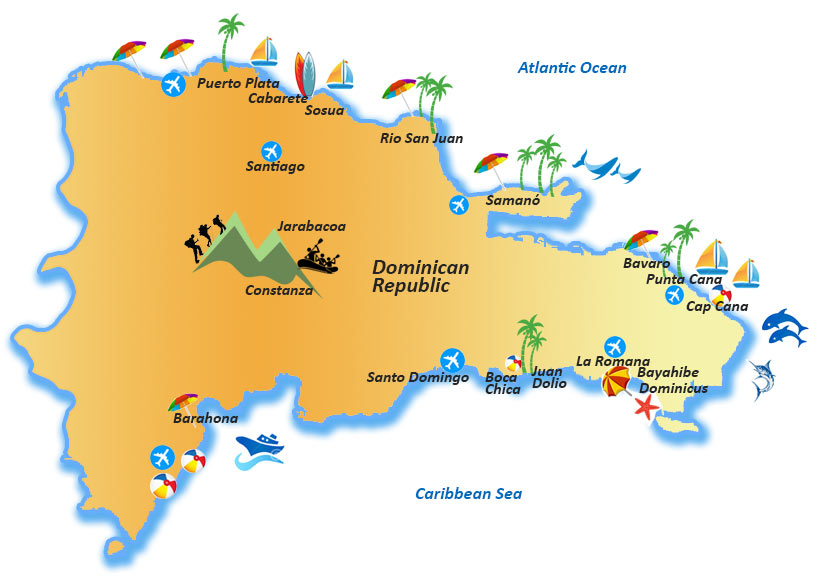 Atlantic Ocean
Puerto Plata
Cabarete
Sosua
Rio San Juan
Santiago
Samanó
Jarabacoa
Dominican
Republic
Constanza
Bavaro
Punta Cana
Cap Cana
La Romana
Santo Domingo
Boca
Chica
Juan
Dolio
Bayahibe
Dominicus
Barahona
Caribbean Sea